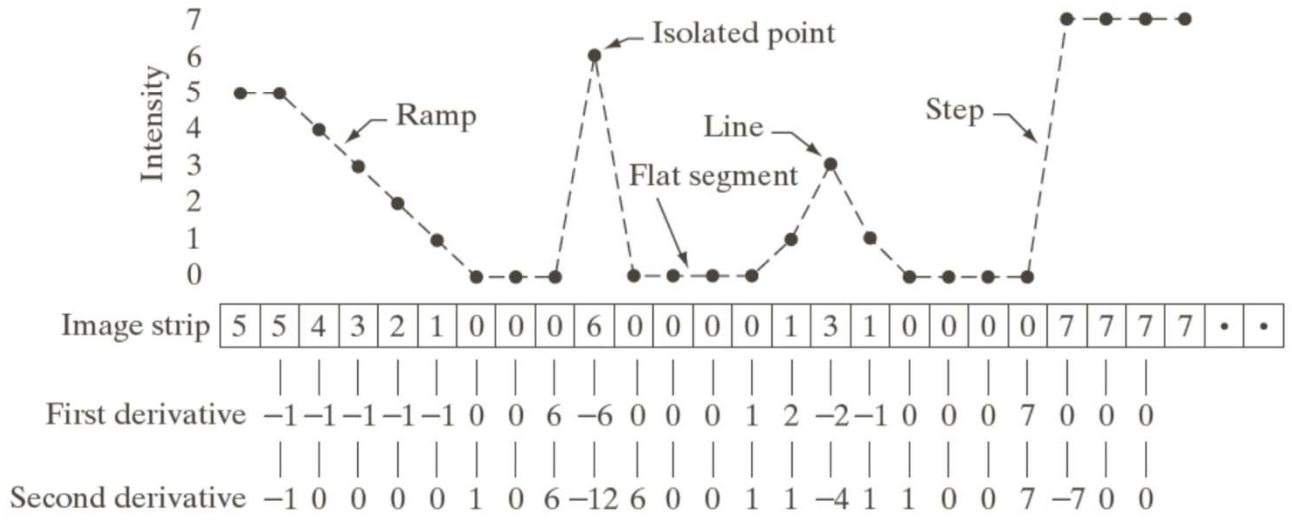 7
Isolated point
6
5
Ramp
Step
4
Line
3
Flat segment
2
1
0
Intensity
Image strip 5 5 4 3 2 1 0 0 0 6 0 0 0 0 1 3 1 0 0 0 0 7 7 7 7 • •
First derivative −1 −1 −1 −1 −1 0 0 6 −6 0 0 0 1 2 −2 −1 0 0 0 7 0 0 0
Second derivative −1 0 0 0 0 1 0 6 −12 6 0 0 1 1 −4 1 1 0 0 7 −7 0 0